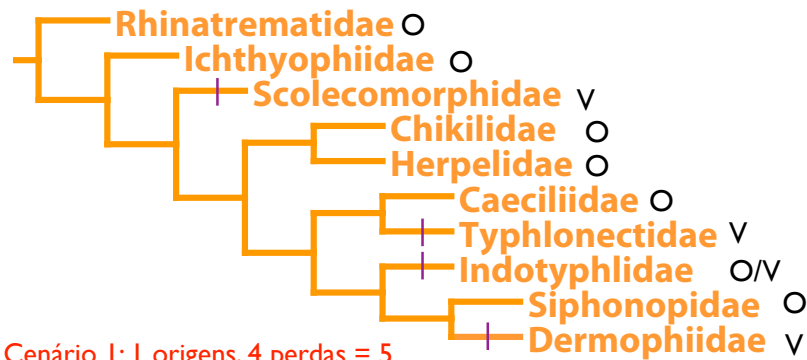 Rhinatrematidae O
Ichthyophiidae O
Scolecomorphidae V
Chikilidae O
Herpelidae O
Caeciliidae O
Typhlonectidae V
Indotyphlidae O/V
Siphonopidae O
Dermophiidae V
Cenário 1: 1 origens, 4 perdas = 5